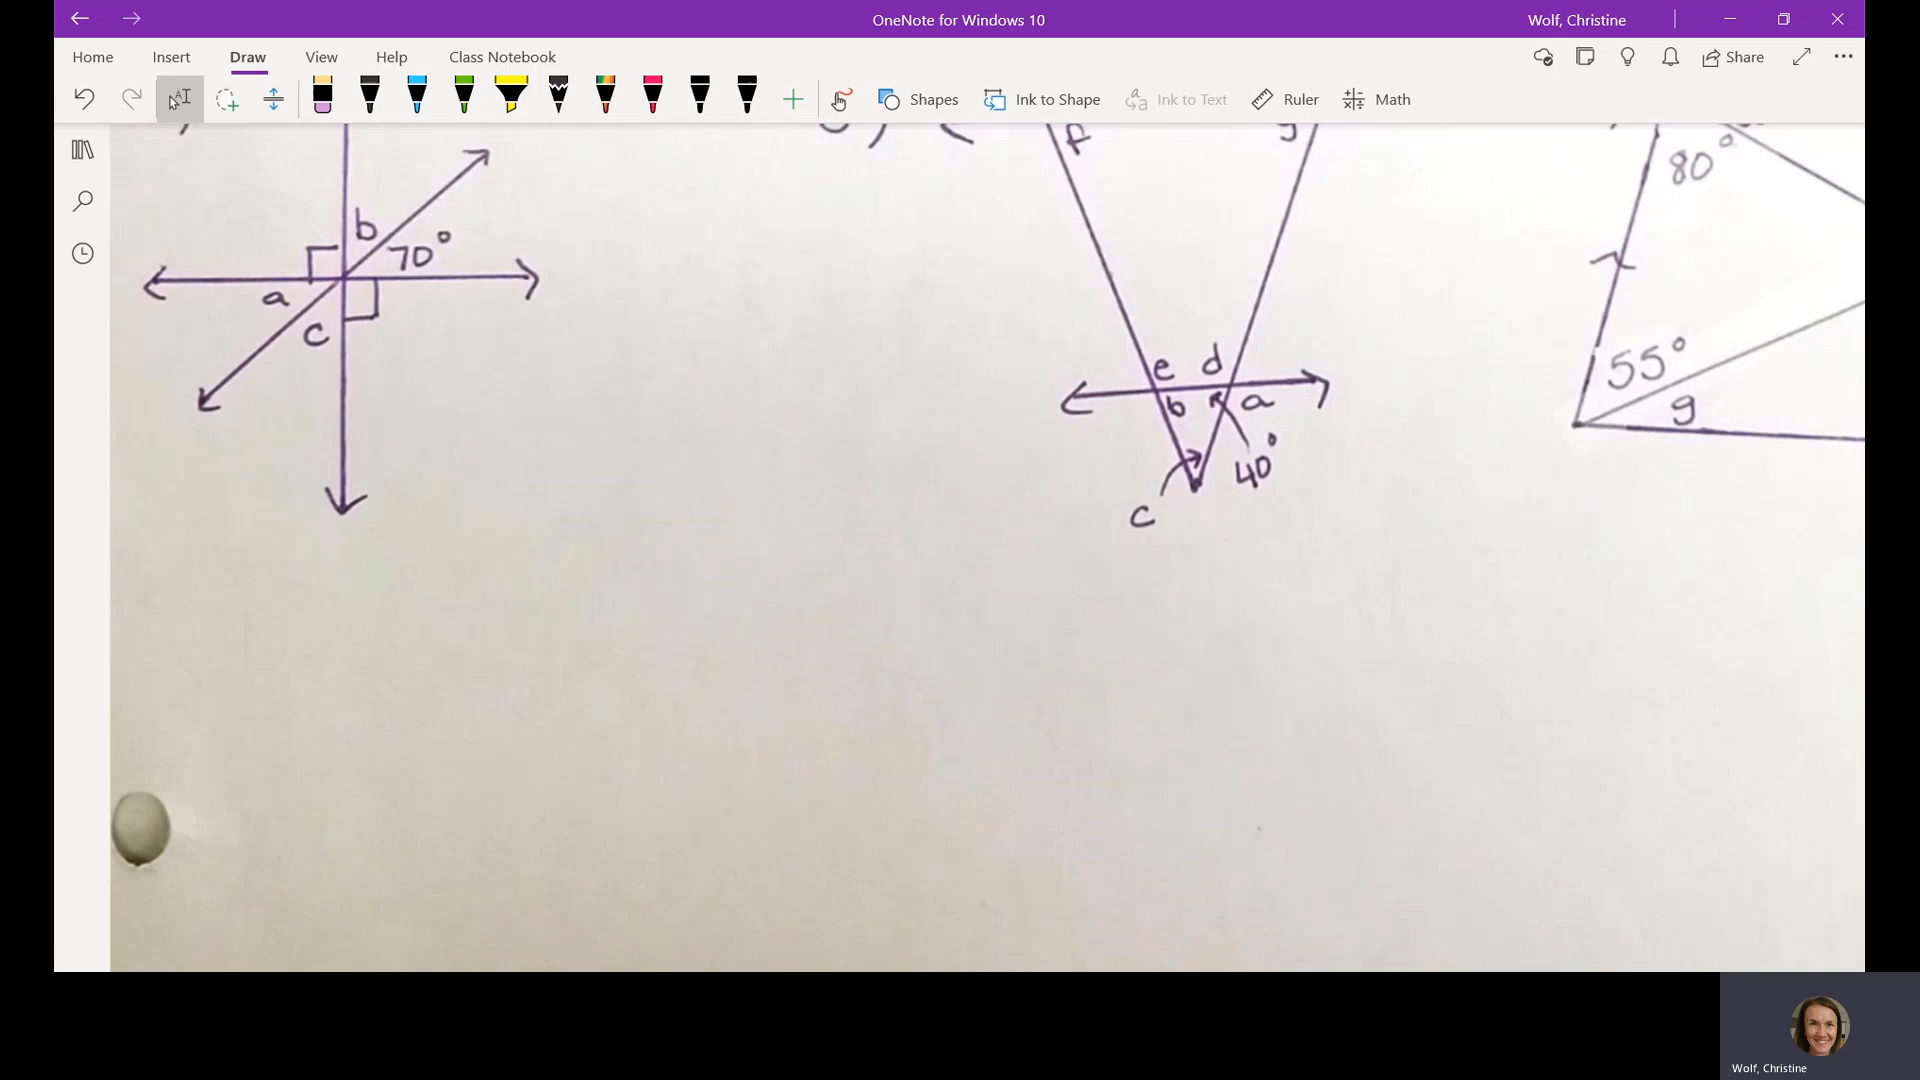 OneNote for Windows 10
Wolf, Christine
Home Insert Draw View Help Class Notebook
Share
Shapes Ink to Shape Ink to Text Ruler Math
f
80°
b
70°
a
c
e d
b a
40°
c
55°
g
Wolf, Christine